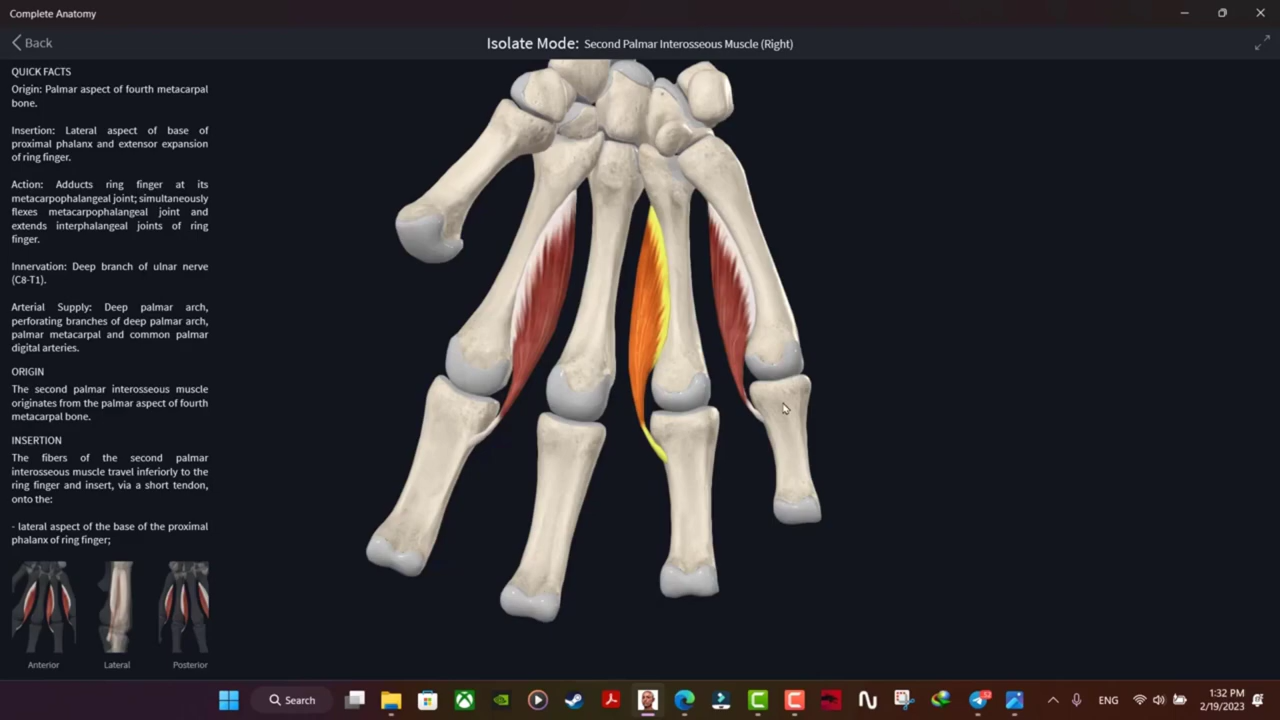 Complete Anatomy
Back
Isolate Mode: Second Palmar Interosseous Muscle (Right)
QUICK FACTS
Origin: Palmar aspect of fourth metacarpal
bone.
Insertion: Lateral aspect of base of
proximal phalanx and extensor expansion
of ring finger.
Action: Adducts ring finger at its
metacarpophalangeal joint; simultaneously
flexes metacarpophalangeal joint and
extends interphalangeal joints of ring
finger.
Innervation: Deep branch of ulnar nerve
(C8-T1).
Arterial Supply: Deep palmar arch,
perforating branches of deep palmar arch,
palmar metacarpal and common palmar
digital arteries.
ORIGIN
The second palmar interosseous muscle
originates from the palmar aspect of fourth
metacarpal bone.
INSERTION
The fibers of the second palmar
interosseous muscle travel inferiorly to the
ring finger and insert, via a short tendon,
onto the:
- lateral aspect of the base of the proximal
phalanx of ring finger;
Anterior Lateral Posterior
Search
ENG
1:32 PM
2/19/2023